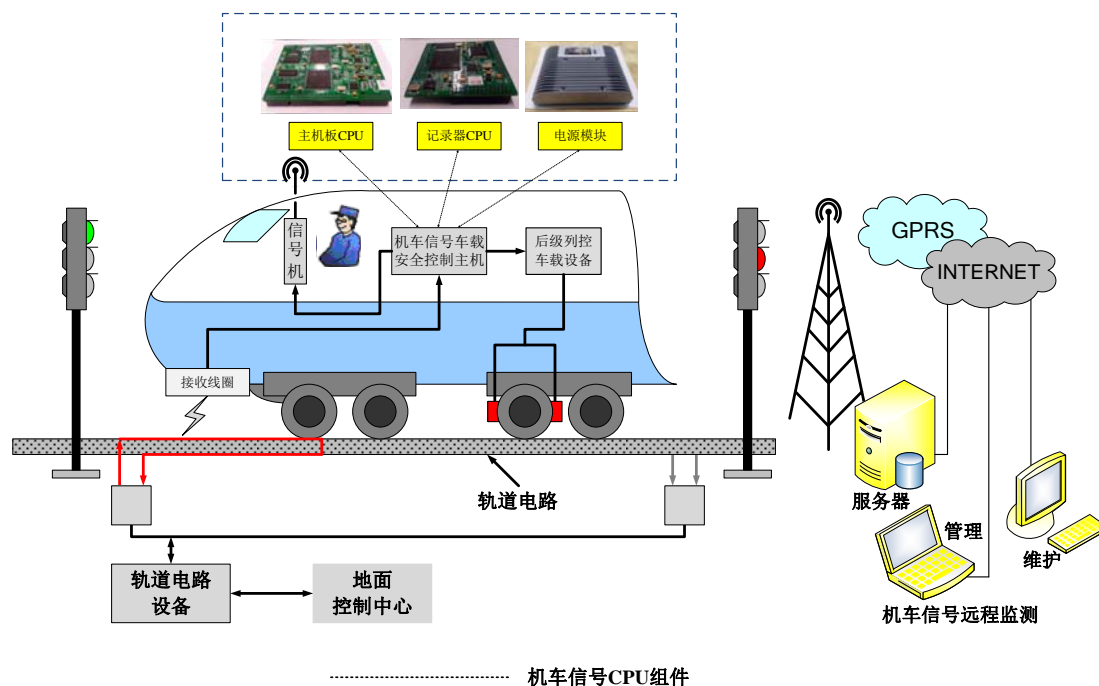 主机板CPU
记录器CPU
电源模块
信
号
机
机车信号车载
安全控制主机
后级列控
车载设备
GPRS
INTERNET
接收线圈
轨道电路
服务器
管理
维护
轨道电路
设备
地面
控制中心
机车信号远程监测
机车信号CPU组件